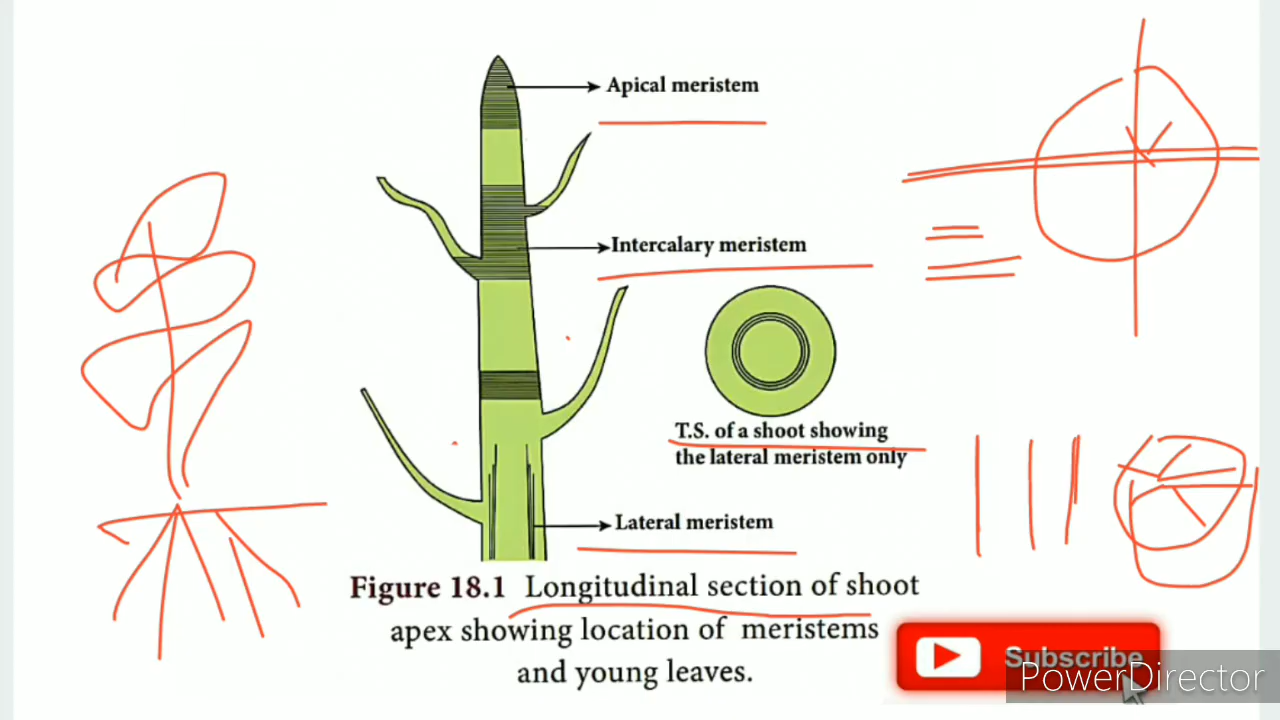 Apical meristem
Intercalary meristem
T.S. of a shoot showing
the lateral meristem only
Lateral meristem
Figure 18.1 Longitudinal section of shoot
apex showing location of meristems
and young leaves.
Subscribe
PowerDirector